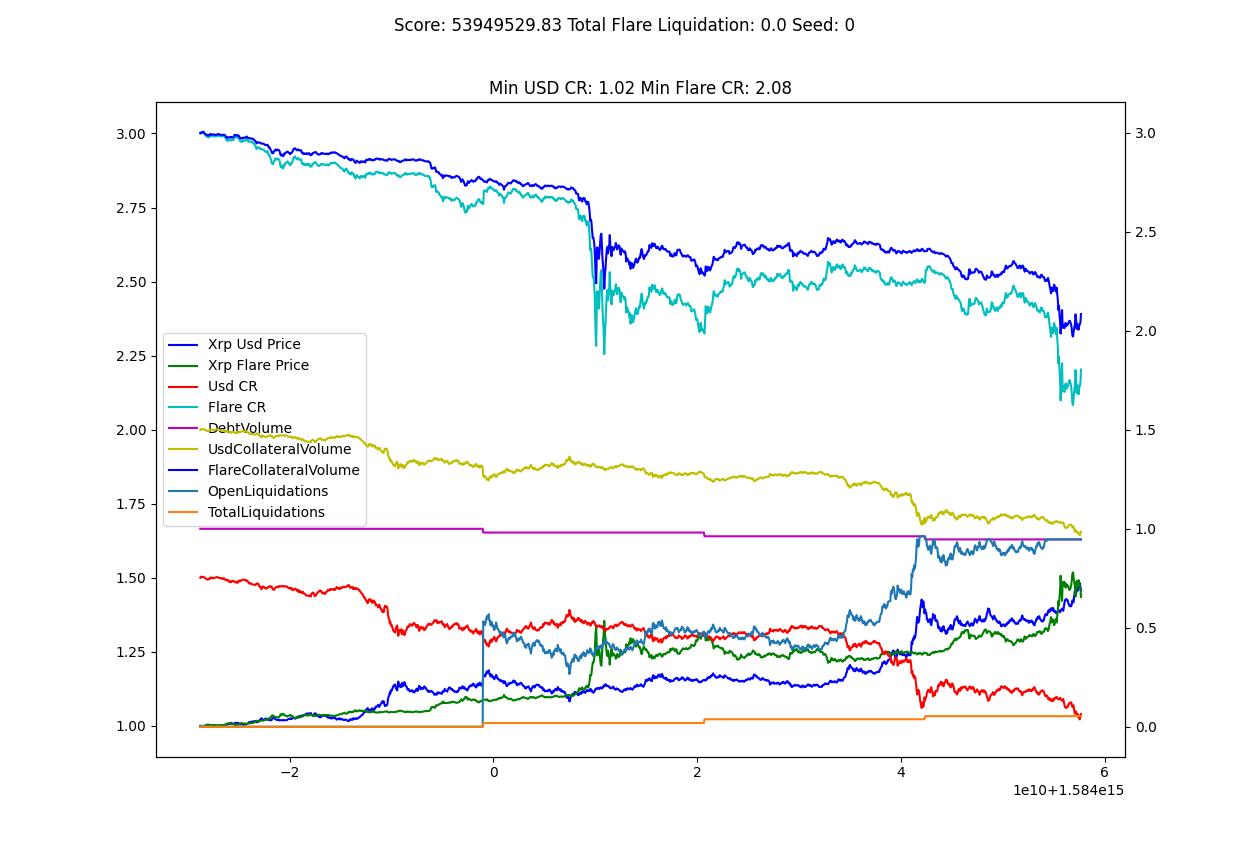 Score: 53949529.83 Total Flare Liquidation: 0.0 Seed: 0
Min USD CR: 1.02 Min Flare CR: 2.08
3.00
2.75
2.50
2.25
2.00
1.75
1.50
1.25
1.00
3.0
2.5
2.0
1.5
1.0
0.5
0.0
Xrp Usd Price
Xrp Flare Price
Usd CR
Flare CR
DebtVolume
UsdCollateralVolume
FlareCollateralVolume
OpenLiquidations
TotalLiquidations
−2 0 2 4 6
1e10+1.584e15